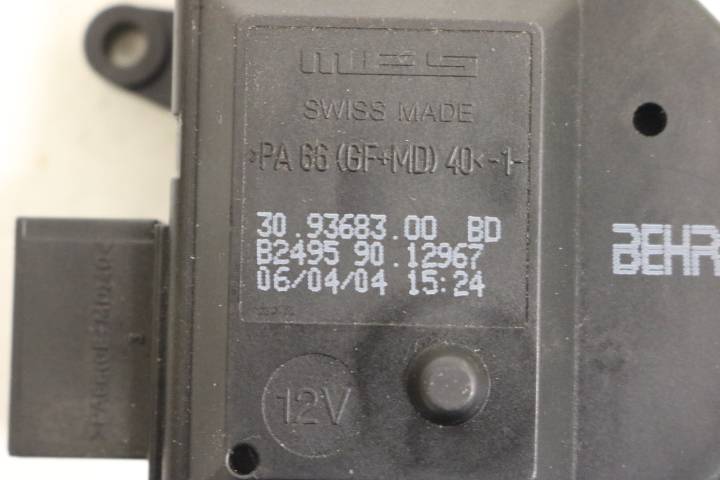 MES
SWISS MADE
>PA 66 (GF+MD) 40< -1-
30.93683.00 BD
B2495 90.12967
06/04/04 15:24
BEHR
12V